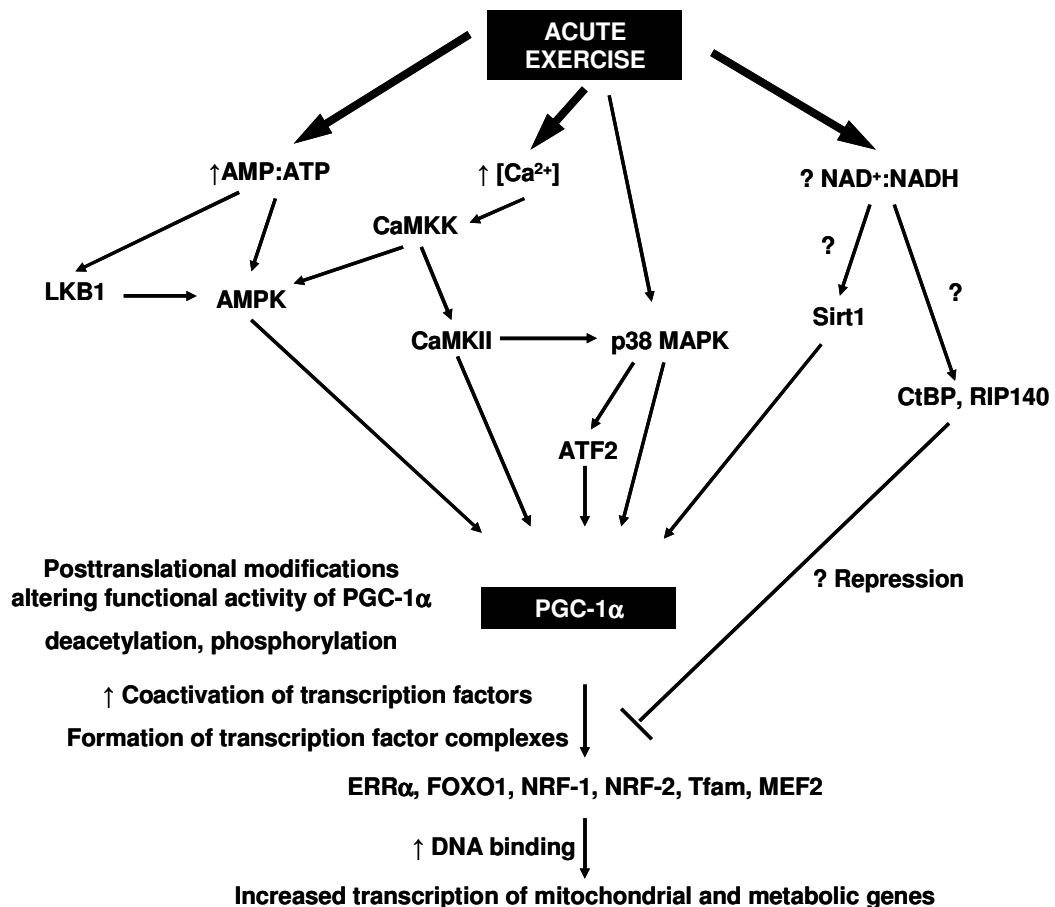 ACUTE
EXERCISE
↑AMP:ATP
↑ [Ca²⁺]
? NAD⁺:NADH
CaMKK
?
LKB1
AMPK
?
Sirt1
CaMKII
p38 MAPK
CtBP, RIP140
ATF2
Posttranslational modifications
altering functional activity of PGC-1α
? Repression
PGC-1α
deacetylation, phosphorylation
↑ Coactivation of transcription factors
Formation of transcription factor complexes
ERRα, FOXO1, NRF-1, NRF-2, Tfam, MEF2
↑ DNA binding
Increased transcription of mitochondrial and metabolic genes